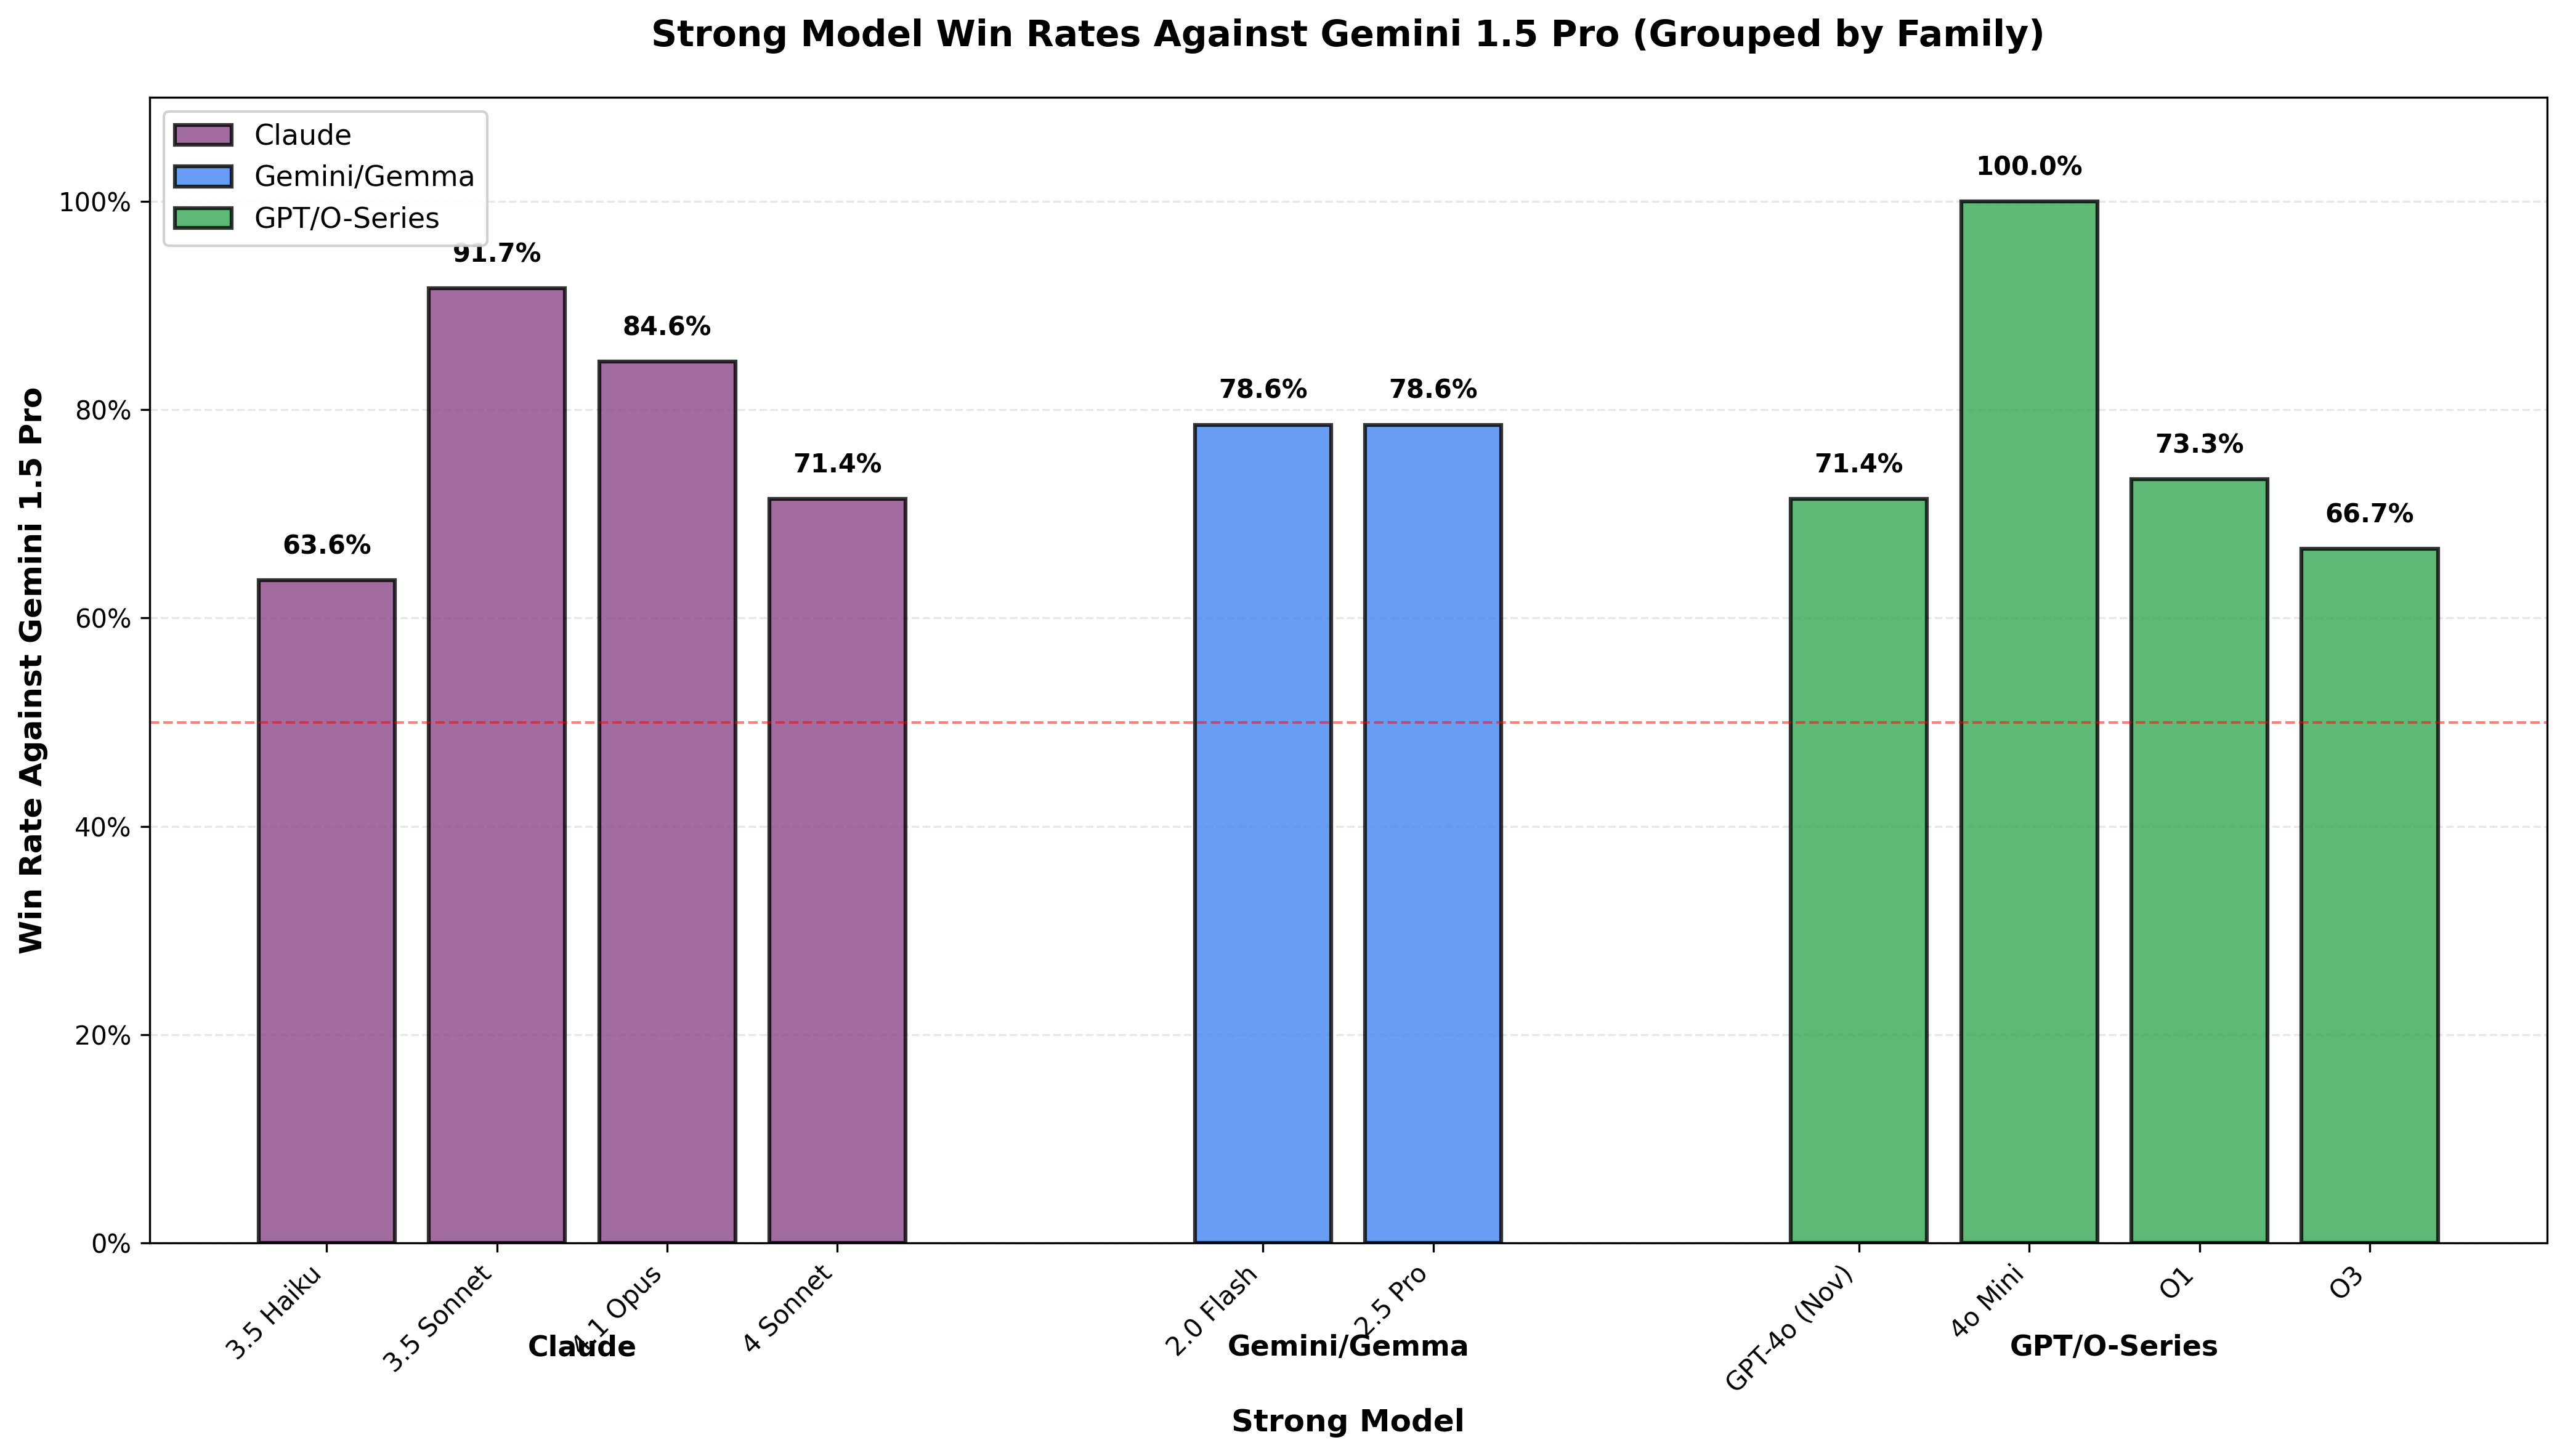 Strong Model Win Rates Against Gemini 1.5 Pro (Grouped by Family)
Claude
Gemini/Gemma
GPT/O-Series
Win Rate Against Gemini 1.5 Pro
100%
80%
60%
40%
20%
0%
63.6%
91.7%
84.6%
71.4%
78.6%
78.6%
71.4%
100.0%
73.3%
66.7%
3.5 Haiku
3.5 Sonnet
4.1 Opus
4 Sonnet
2.0 Flash
2.5 Pro
GPT-4o (Nov)
4o Mini
O1
O3
Claude
Gemini/Gemma
GPT/O-Series
Strong Model